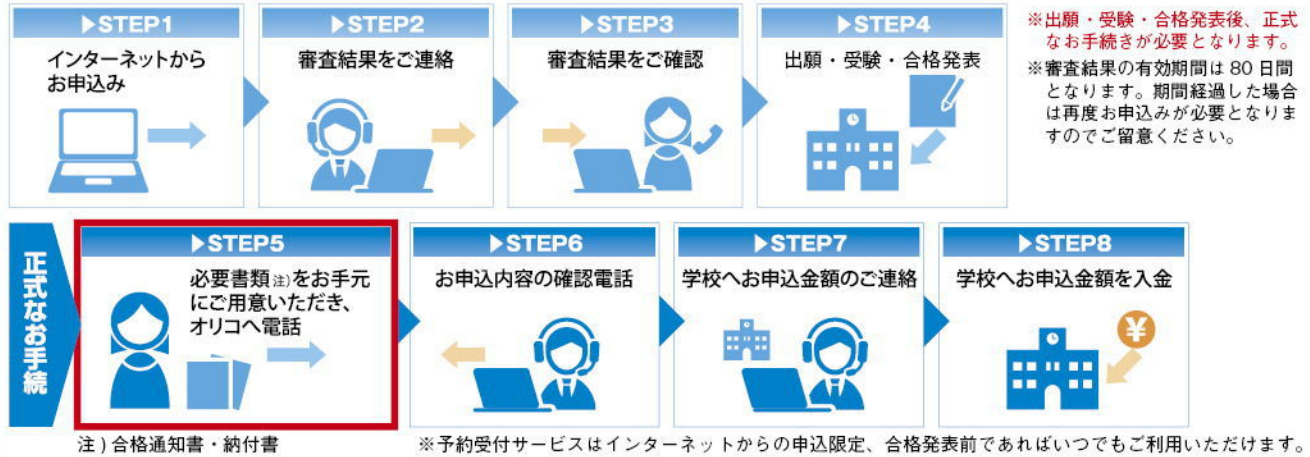 ▶STEP1
インターネットから
お申込み
▶STEP2
審査結果をご連絡
▶STEP3
審査結果をご確認
▶STEP4
出願・受験・合格発表
※出願・受験・合格発表後、正式
なお手続きが必要となります。
※審査結果の有効期間は 80 日間
となります。期間経過した場合
は再度お申込みが必要となりま
すのでご留意ください。
正式なお手続
▶STEP5
必要書類注)をお手元
にご用意いただき、
オリコへ電話
▶STEP6
お申込内容の確認電話
▶STEP7
学校へお申込金額のご連絡
▶STEP8
学校へお申込金額を入金
¥
注 ) 合格通知書・納付書
※予約受付サービスはインターネットからの申込限定、合格発表前であればいつでもご利用いただけます。